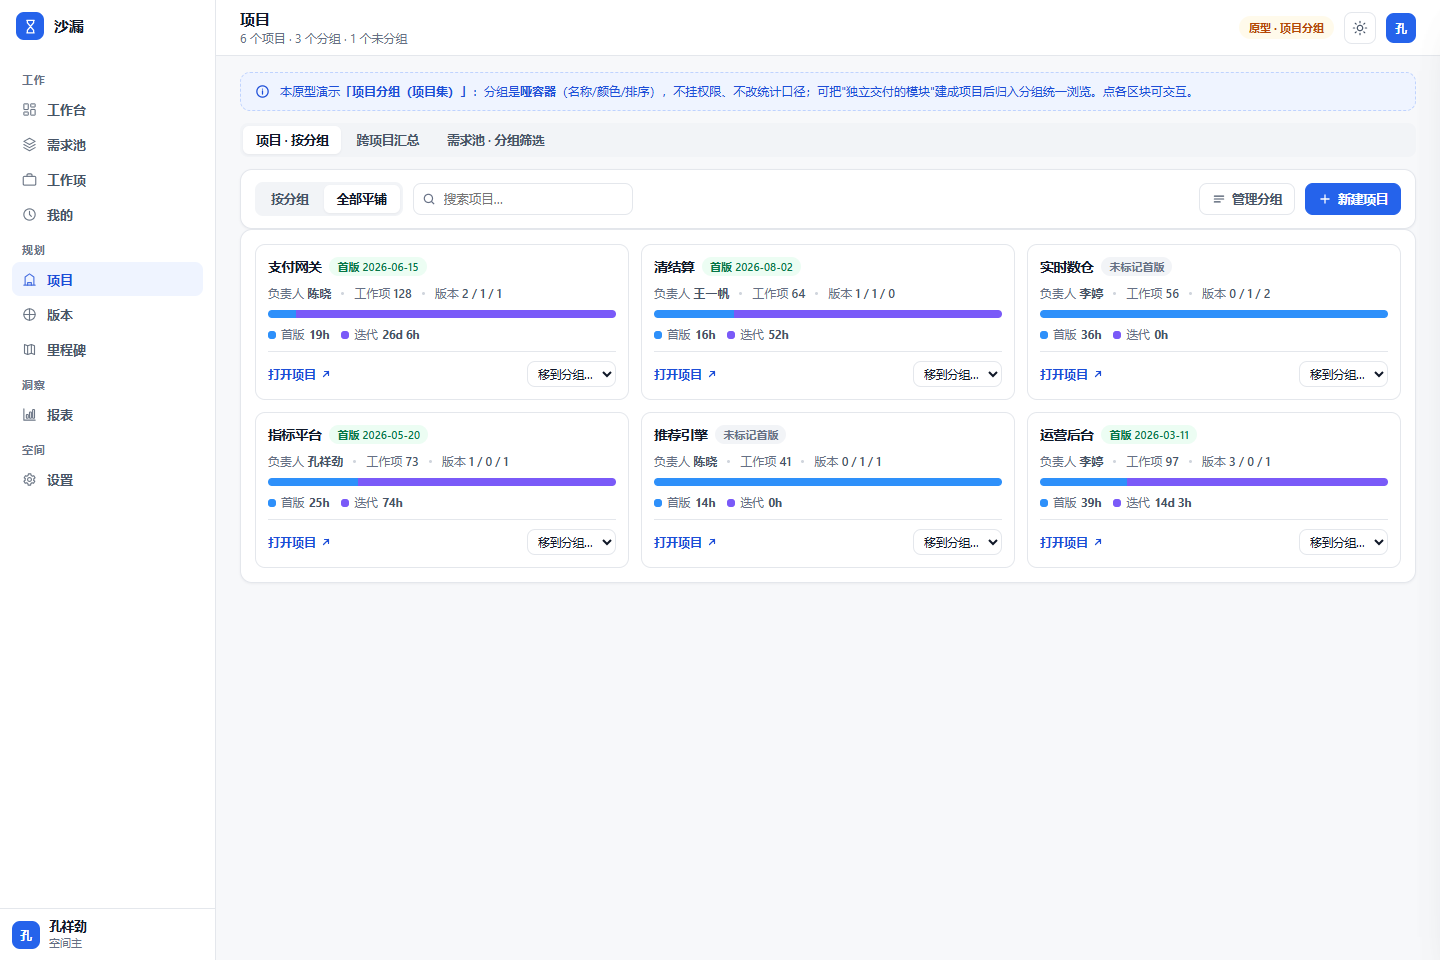 沙漏
工作
工作台
需求池
工作项
我的
规划
项目
版本
里程碑
洞察
报表
空间
设置
孔
孔祥劲
空间主
项目
6 个项目 · 3 个分组 · 1 个未分组
原型 · 项目分组
孔
本原型演示「项目分组（项目集）」：分组是哑容器（名称/颜色/排序），不挂权限、不改统计口径；可把"独立交付的模块"建成项目后归入分组统一浏览。点各区块可交互。
项目 · 按分组 跨项目汇总 需求池 · 分组筛选
按分组 全部平铺 搜索项目... 管理分组 新建项目
支付网关 首版 2026-06-15
负责人 陈晓 · 工作项 128 · 版本 2 / 1 / 1
首版 19h 迭代 26d 6h
打开项目 移到分组...
清结算 首版 2026-08-02
负责人 王一帆 · 工作项 64 · 版本 1 / 1 / 0
首版 16h 迭代 52h
打开项目 移到分组...
实时数仓 未标记首版
负责人 李婷 · 工作项 56 · 版本 0 / 1 / 2
首版 36h 迭代 0h
打开项目 移到分组...
指标平台 首版 2026-05-20
负责人 孔祥劲 · 工作项 73 · 版本 1 / 0 / 1
首版 25h 迭代 74h
打开项目 移到分组...
推荐引擎 未标记首版
负责人 陈晓 · 工作项 41 · 版本 0 / 1 / 1
首版 14h 迭代 0h
打开项目 移到分组...
运营后台 首版 2026-03-11
负责人 李婷 · 工作项 97 · 版本 3 / 0 / 1
首版 39h 迭代 14d 3h
打开项目 移到分组...